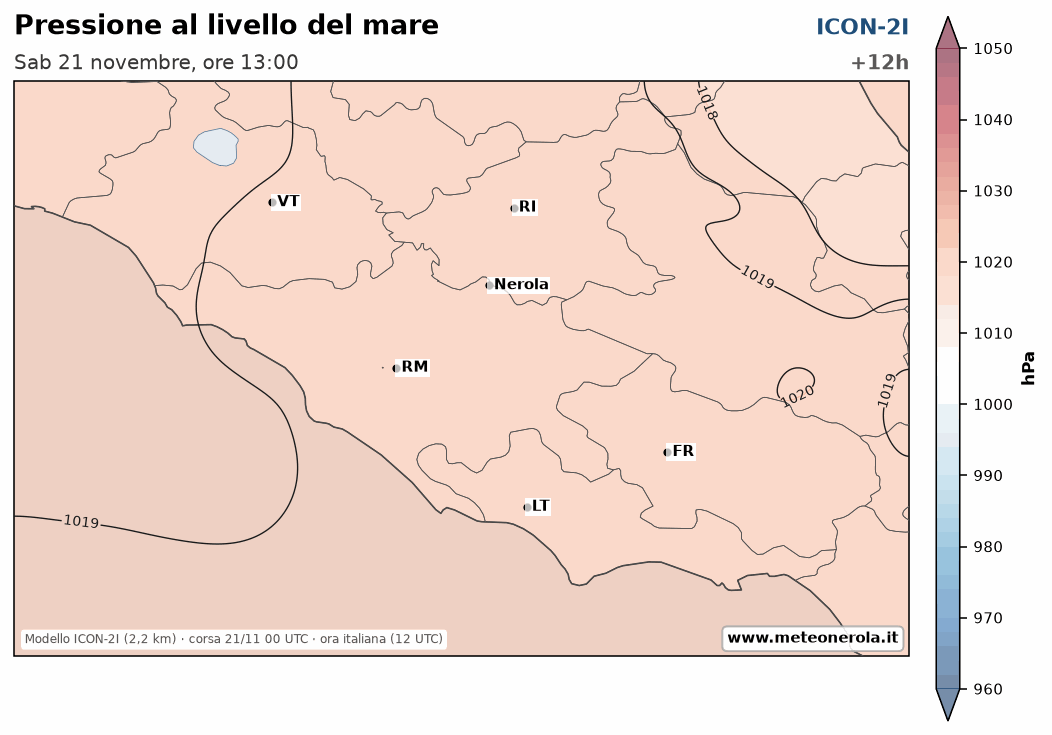 Pressione al livello del mare
ICON-2I
Sab 21 novembre, ore 13:00
+12h
1018
VT
RI
1019
Nerola
RM
1020
1019
FR
LT
1019
Modello ICON-2I (2,2 km) · corsa 21/11 00 UTC · ora italiana (12 UTC)
www.meteonerola.it
1050
1040
1030
1020
1010
1000
990
980
970
960
hPa